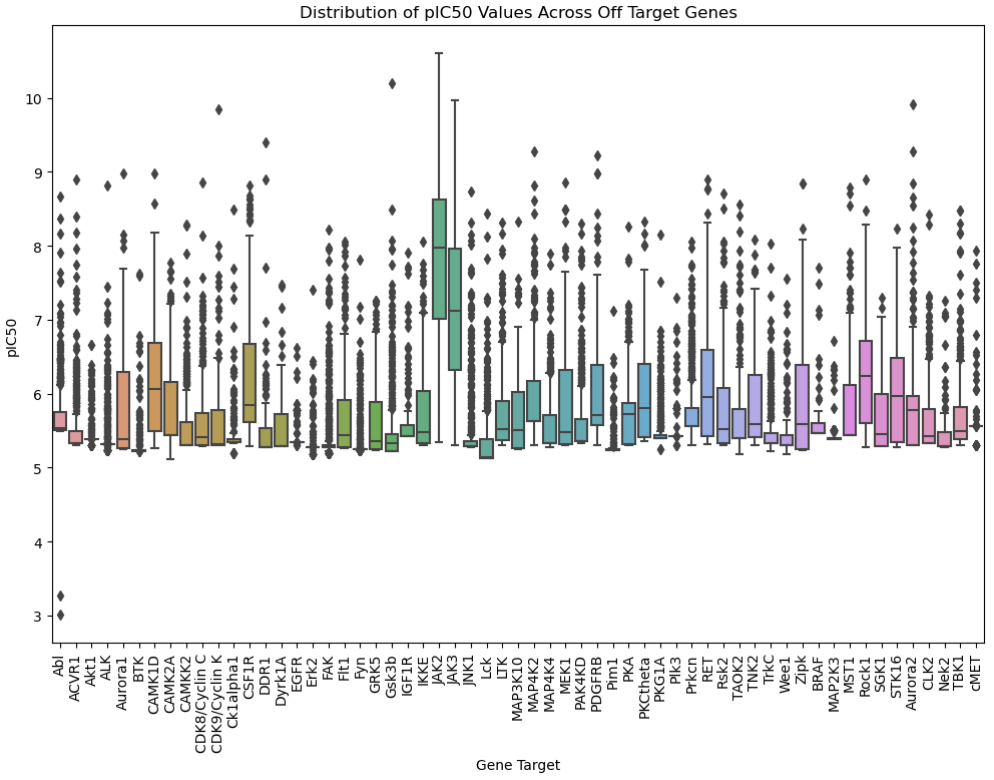 Distribution of pIC50 Values Across Off Target Genes
pIC50
10
9
8
7
6
5
4
3
Abl
ACVR1
Akt1
ALK
Aurora1
BTK
CAMK1D
CAMK2A
CAMKK2
CDK8/Cyclin C
CDK9/Cyclin K
Ck1alpha1
CSF1R
DDR1
Dyrk1A
EGFR
Erk2
FAK
Flt1
Fyn
GRK5
Gsk3b
IGF1R
IKKE
JAK2
JAK3
JNK1
Lck
LTK
MAP3K10
MAP4K2
MAP4K4
MEK1
PAK4KD
PDGFRB
Pim1
PKA
PKCtheta
PKG1A
Plk3
Prkcn
RET
Rsk2
TAOK2
TNK2
TrkC
Wee1
Zipk
BRAF
MAP2K3
MST1
Rock1
SGK1
STK16
Aurora2
CLK2
Nek2
TBK1
cMET
Gene Target